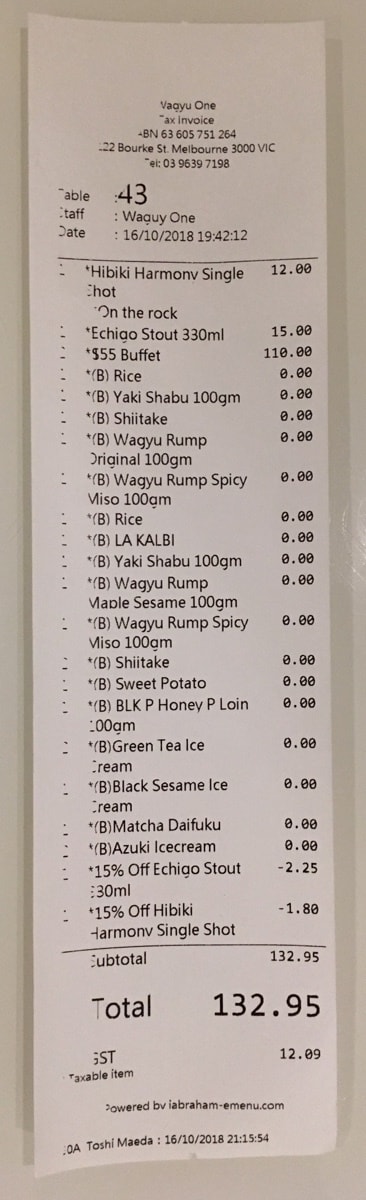 Wagyu One
Tax Invoice
ABN 63 605 751 264
122 Bourke St. Melbourne 3000 VIC
Tel: 03 9639 7198
Table :43
Staff : Waguy One
Date : 16/10/2018 19:42:12
*Hibiki Harmony Single 12.00
Shot
*On the rock
*Echigo Stout 330ml 15.00
*$55 Buffet 110.00
*(B) Rice 0.00
*(B) Yaki Shabu 100gm 0.00
*(B) Shiitake 0.00
*(B) Wagyu Rump 0.00
Original 100gm
*(B) Wagyu Rump Spicy 0.00
Miso 100gm
*(B) Rice 0.00
*(B) LA KALBI 0.00
*(B) Yaki Shabu 100gm 0.00
*(B) Wagyu Rump 0.00
Maple Sesame 100gm
*(B) Wagyu Rump Spicy 0.00
Miso 100gm
*(B) Shiitake 0.00
*(B) Sweet Potato 0.00
*(B) BLK P Honey P Loin 0.00
100gm
*(B)Green Tea Ice 0.00
Cream
*(B)Black Sesame Ice 0.00
Cream
*(B)Matcha Daifuku 0.00
*(B)Azuki Icecream 0.00
*15% Off Echigo Stout -2.25
330ml
*15% Off Hibiki -1.80
Harmony Single Shot
Subtotal 132.95
Total 132.95
GST 12.09
*Taxable item
Powered by iabraham-emenu.com
Toshi Maeda : 16/10/2018 21:15:54